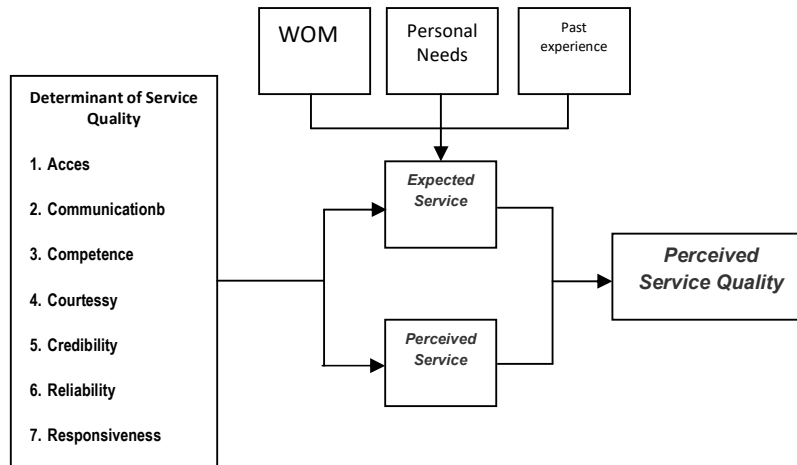 WOM
Personal
Needs
Past
experience
Determinant of Service
Quality
1. Acces
2. Communicationb
3. Competence
4. Courtessy
5. Credibility
6. Reliability
7. Responsiveness
Expected
Service
Perceived
Service
Perceived
Service Quality